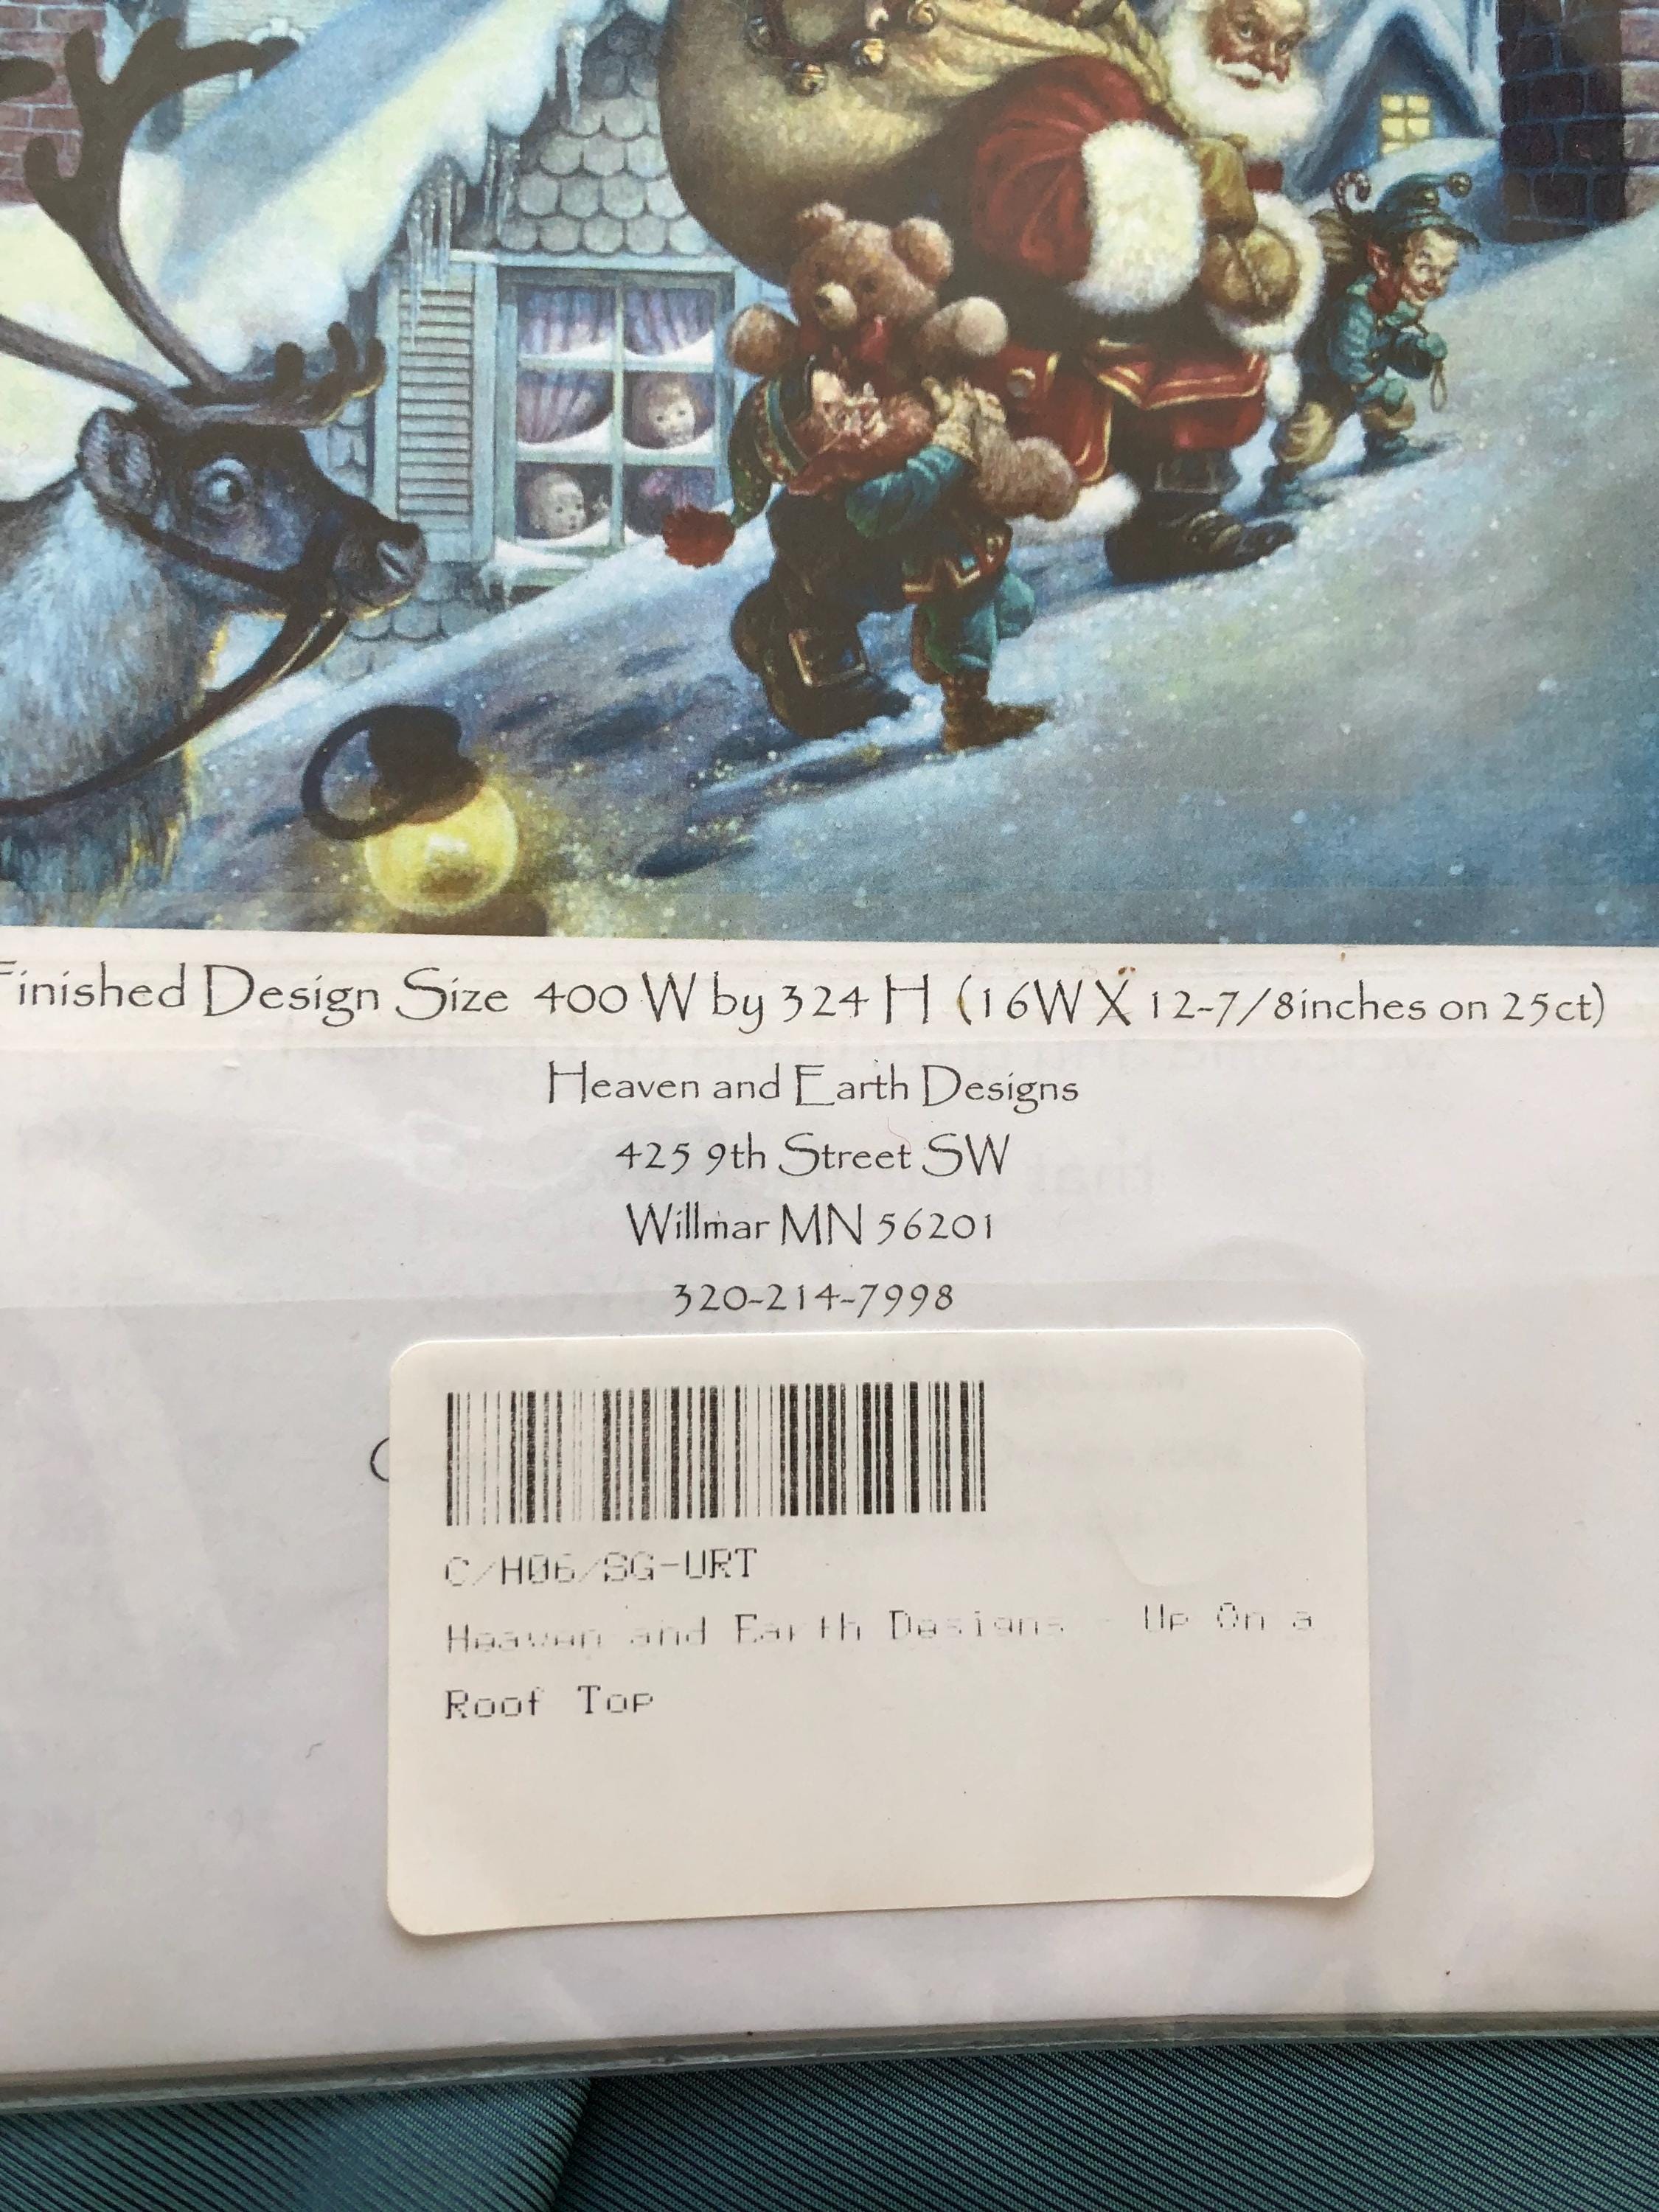 Finished Design Size 400 W by 324 H (16W X 12-7/8inches on 25ct)
Heaven and Earth Designs
425 9th Street SW
Willmar MN 56201
320-214-7998
C/H06/SG-URT
Heaven and Earth Designs - Up On a
Roof Top